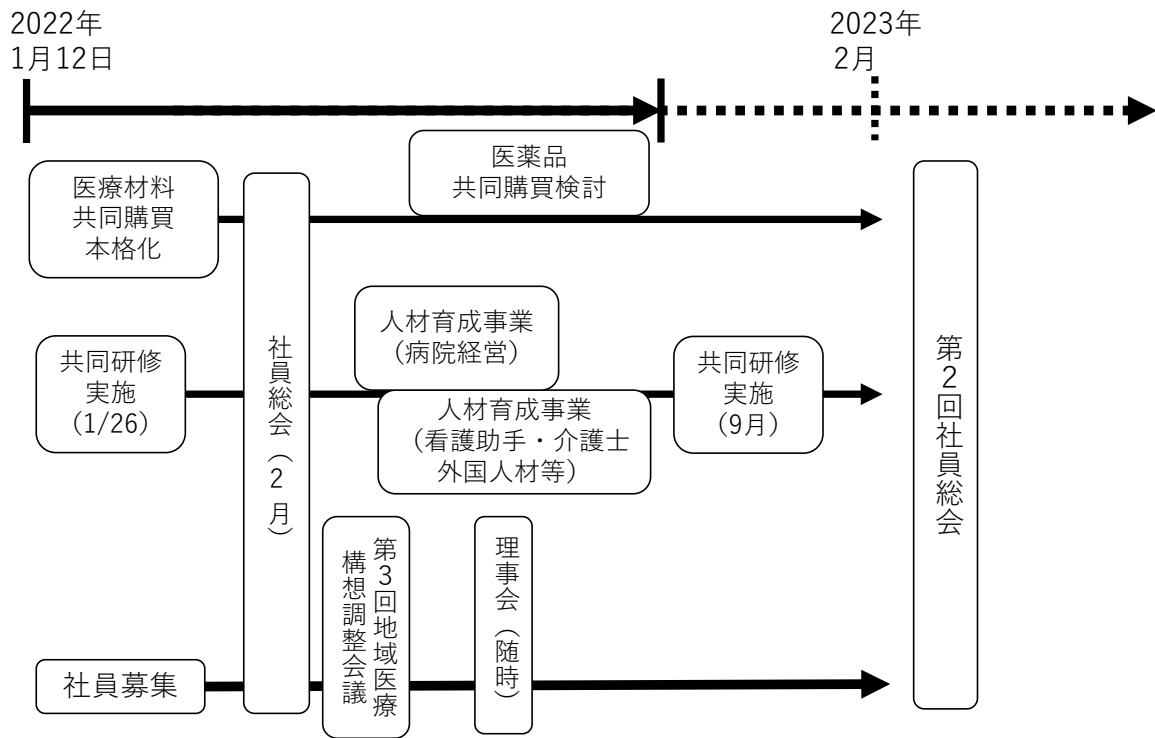 2022年
1月12日
2023年
2月
医療材料
共同購買
本格化
医薬品
共同購買検討
社員総会（2月）
共同研修
実施
(1/26)
人材育成事業
（病院経営）
人材育成事業
（看護助手・介護士
外国人材等）
共同研修
実施
(9月)
第2回社員総会
社員募集
第3回地域医療
構想調整会議
理事会（随時）